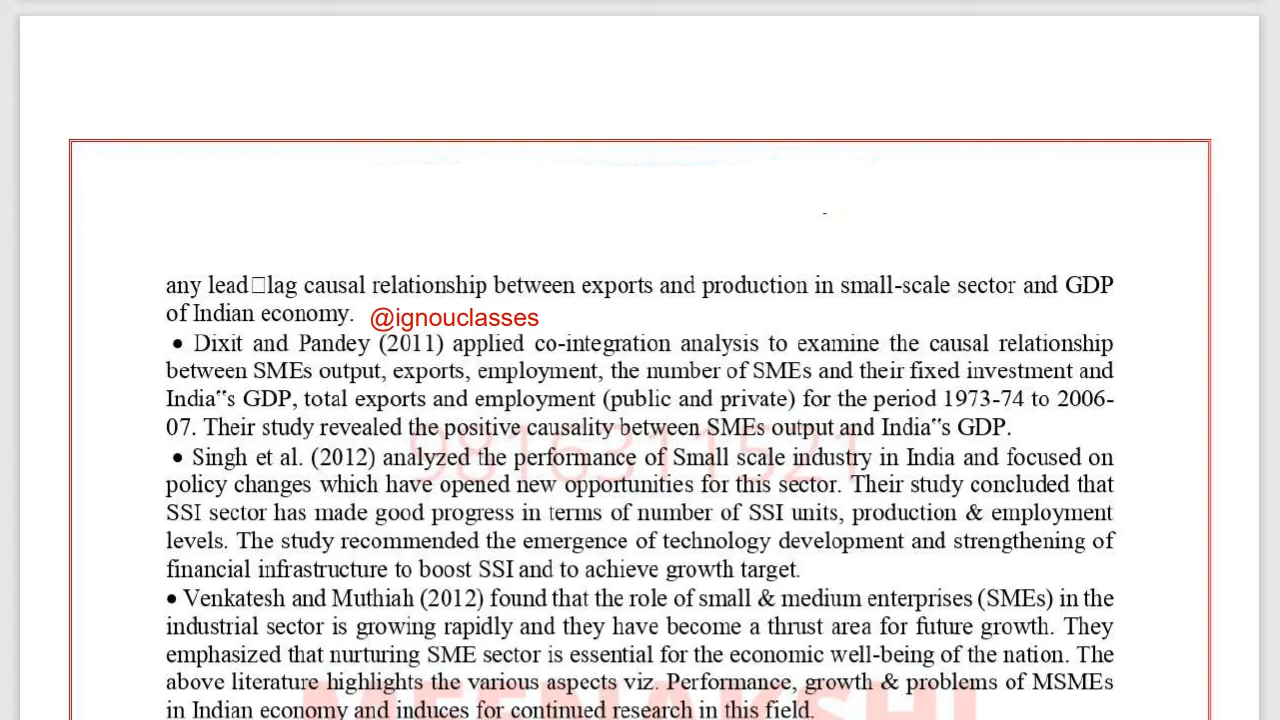 any lead□lag causal relationship between exports and production in small-scale sector and GDP
of Indian economy. @ignouclasses
• Dixit and Pandey (2011) applied co-integration analysis to examine the causal relationship
between SMEs output, exports, employment, the number of SMEs and their fixed investment and
India‟s GDP, total exports and employment (public and private) for the period 1973-74 to 2006-
07. Their study revealed the positive causality between SMEs output and India‟s GDP.
9816311521
• Singh et al. (2012) analyzed the performance of Small scale industry in India and focused on
policy changes which have opened new opportunities for this sector. Their study concluded that
SSI sector has made good progress in terms of number of SSI units, production & employment
levels. The study recommended the emergence of technology development and strengthening of
financial infrastructure to boost SSI and to achieve growth target.
• Venkatesh and Muthiah (2012) found that the role of small & medium enterprises (SMEs) in the
industrial sector is growing rapidly and they have become a thrust area for future growth. They
emphasized that nurturing SME sector is essential for the economic well-being of the nation. The
above literature highlights the various aspects viz. Performance, growth & problems of MSMEs
in Indian economy and induces for continued research in this field.
MEENAKSHI